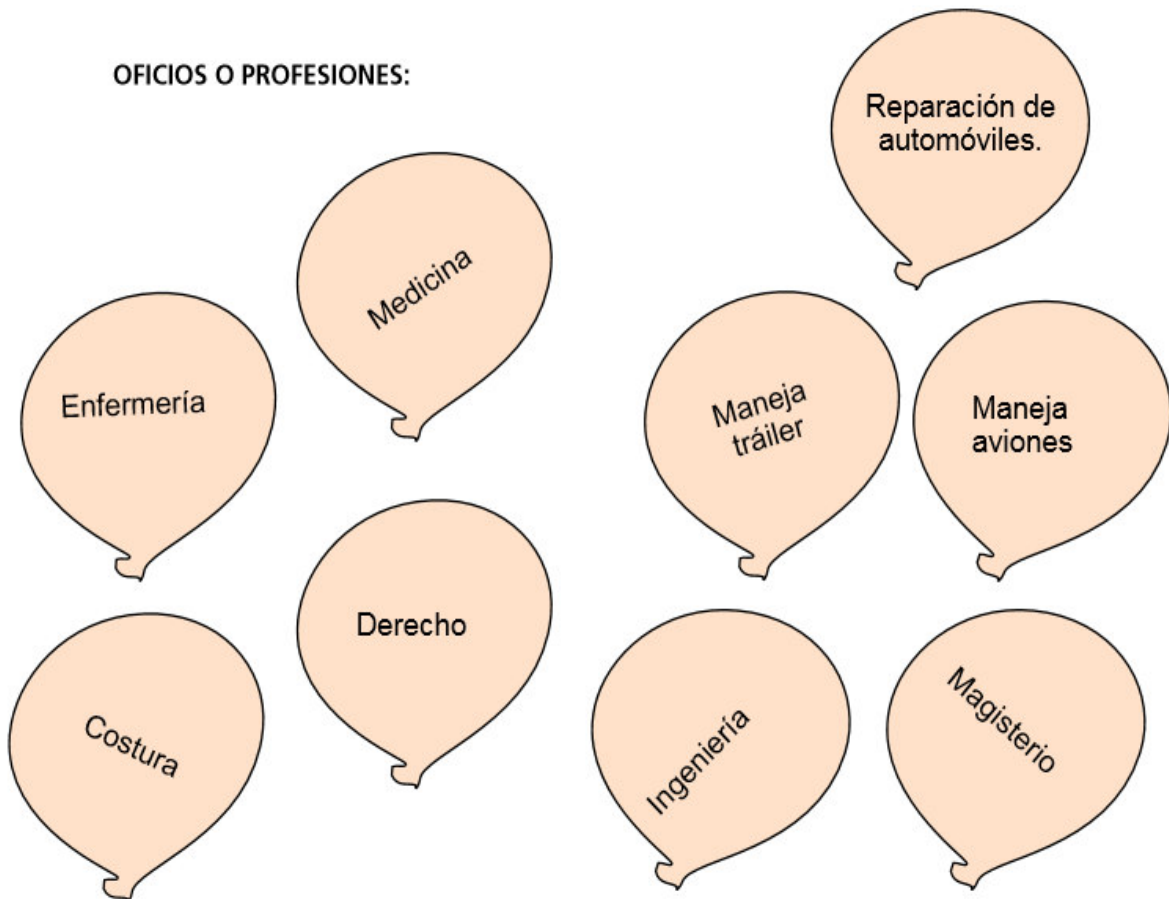 OFICIOS O PROFESIONES:
Reparación de
automóviles.
Medicina
Enfermería
Maneja
tráiler
Maneja
aviones
Derecho
Costura
Ingeniería
Magisterio